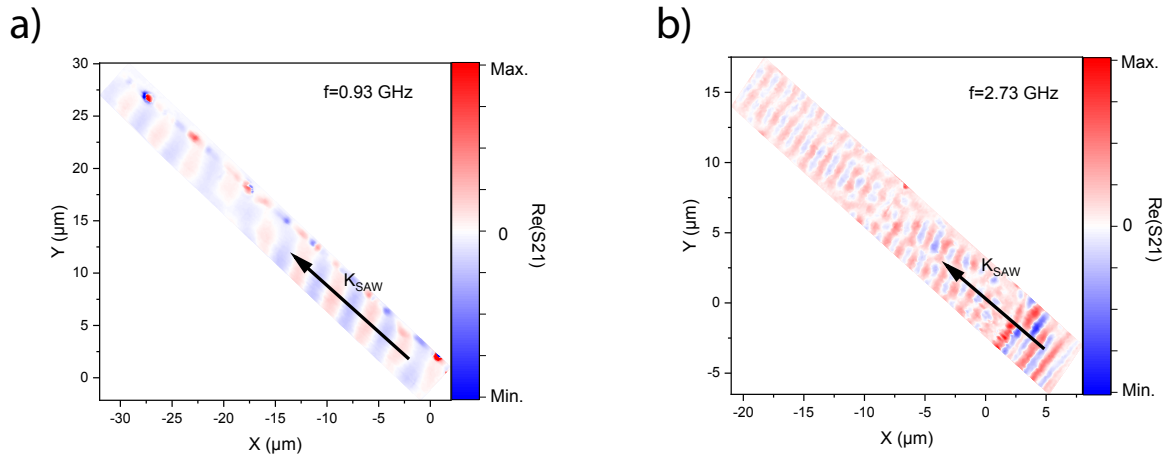 a)
f=0.93 GHz
K_SAW
Y (µm)
30
25
20
15
10
5
0
-30 -25 -20 -15 -10 -5 0
X (µm)
Max.
0
Min.
Re(S21)
b)
f=2.73 GHz
K_SAW
Y (µm)
15
10
5
0
-5
-20 -15 -10 -5 0 5
X (µm)
Max.
0
Min.
Re(S21)